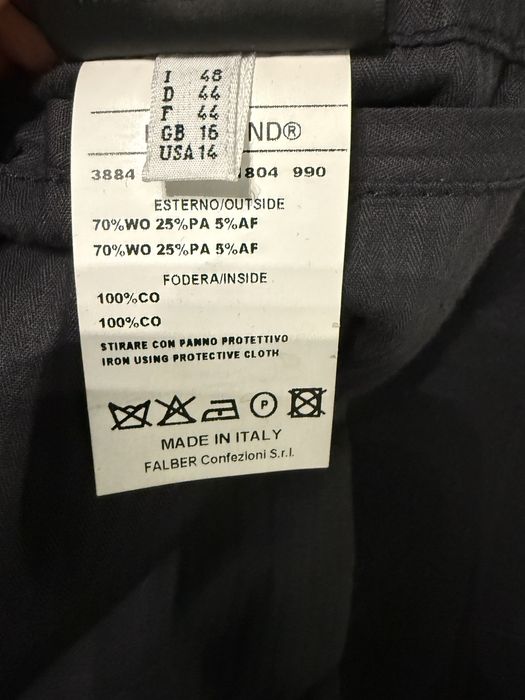 I 48
D 44
F 44
GB 16
USA 14
ND®
3884 1804 990
ESTERNO/OUTSIDE
70%WO 25%PA 5%AF
70%WO 25%PA 5%AF
FODERA/INSIDE
100%CO
100%CO
STIRARE CON PANNO PROTETTIVO
IRON USING PROTECTIVE CLOTH
P
MADE IN ITALY
FALBER Confezioni S.r.l.